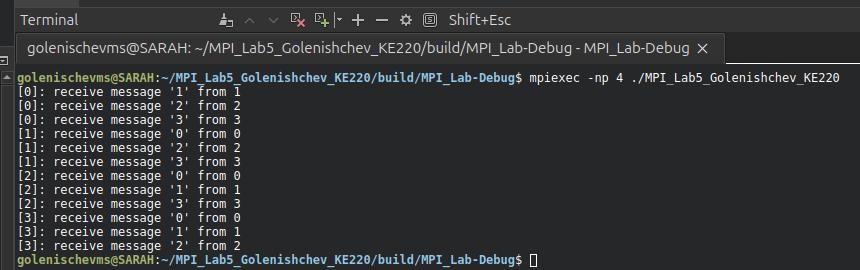 Terminal
Shift+Esc
golenischevms@SARAH: ~/MPI_Lab5_Golenishchev_KE220/build/MPI_Lab-Debug - MPI_Lab-Debug
golenischevms@SARAH:~/MPI_Lab5_Golenishchev_KE220/build/MPI_Lab-Debug$ mpiexec -np 4 ./MPI_Lab5_Golenishchev_KE220
[0]: receive message '1' from 1
[0]: receive message '2' from 2
[0]: receive message '3' from 3
[1]: receive message '0' from 0
[1]: receive message '2' from 2
[1]: receive message '3' from 3
[2]: receive message '0' from 0
[2]: receive message '1' from 1
[2]: receive message '3' from 3
[3]: receive message '0' from 0
[3]: receive message '1' from 1
[3]: receive message '2' from 2
golenischevms@SARAH:~/MPI_Lab5_Golenishchev_KE220/build/MPI_Lab-Debug$